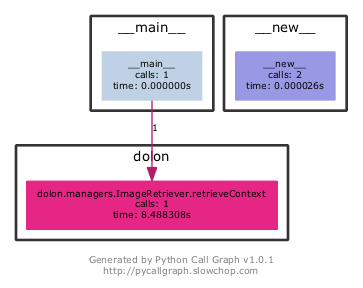 __main__
__main__
calls: 1
time: 0.000000s
__new__
__new__
calls: 2
time: 0.000026s
1
dolon
dolon.managers.ImageRetriever.retrieveContext
calls: 1
time: 8.488308s
Generated by Python Call Graph v1.0.1
http://pycallgraph.slowchop.com